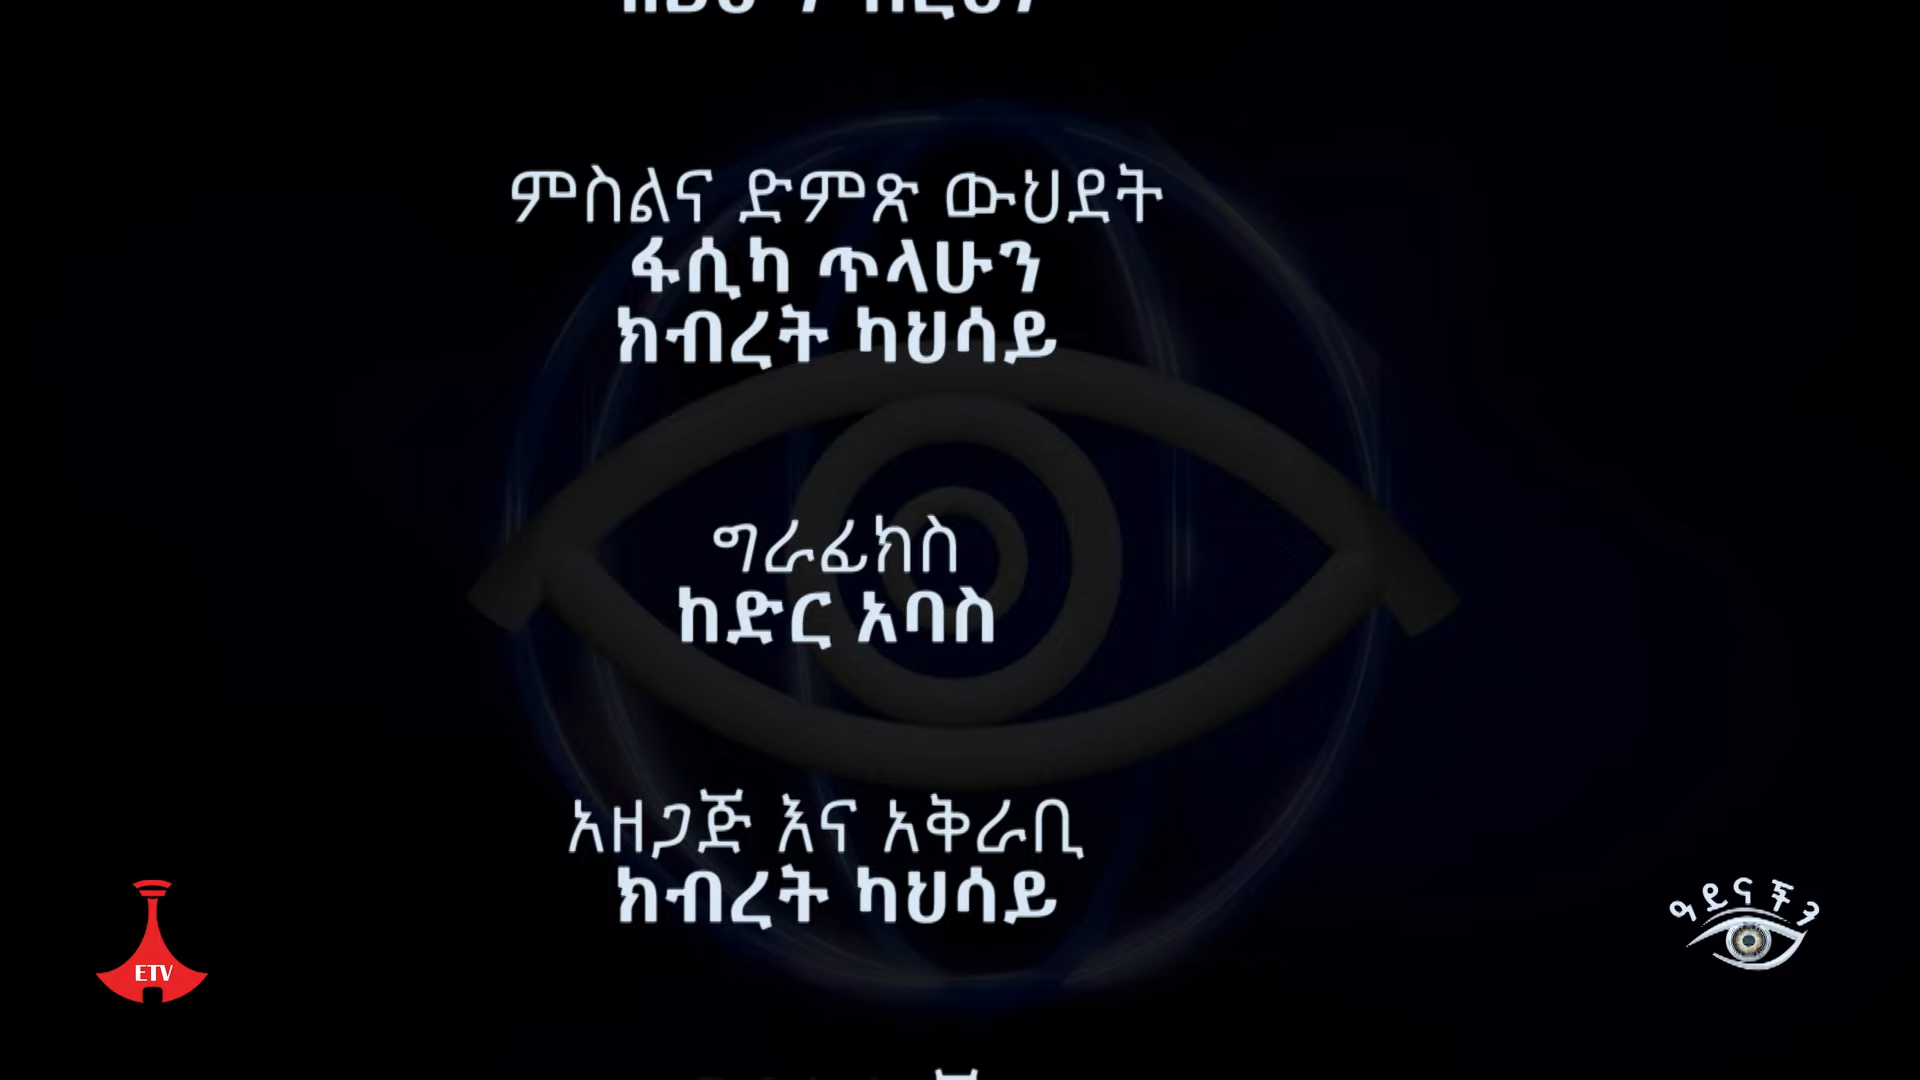 ምስልና ድምጽ ውህደት
ፋሲካ ጥላሁን
ክብረት ካህሳይ
ግራፊክስ
ከድር አባስ
አዘጋጅ እና አቅራቢ
ክብረት ካህሳይ
ETV
ዓይናችን